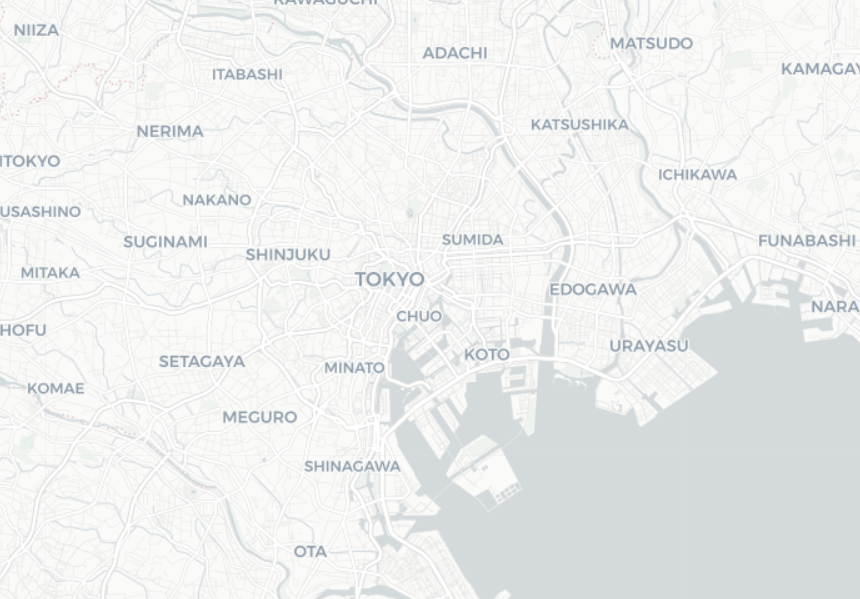 KAWAGUCHI
NIIZA
MATSUDO
ADACHI
KAMAGAY
ITABASHI
KATSUSHIKA
NERIMA
ITOKYO
ICHIKAWA
NAKANO
USASHINO
SUGINAMI
SUMIDA
FUNABASHI
SHINJUKU
MITAKA
TOKYO
EDOGAWA
NARA
CHUO
HOFU
URAYASU
KOTO
SETAGAYA
MINATO
KOMAE
MEGURO
SHINAGAWA
OTA